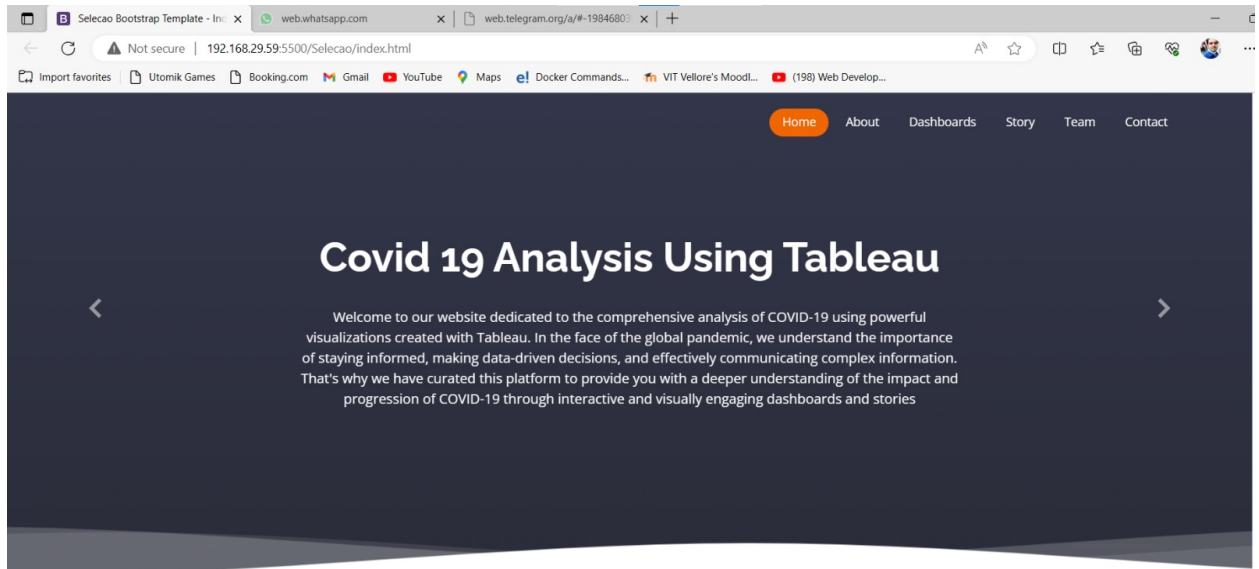 Selecao Bootstrap Template - Ind
web.whatsapp.com
web.telegram.org/a/#-19846803
Not secure | 192.168.29.59:5500/Selecao/index.html
Import favorites
Utomik Games
Booking.com
Gmail
YouTube
Maps
Docker Commands...
VIT Vellore's Moodl...
(198) Web Develop...
Home
About
Dashboards
Story
Team
Contact
Covid 19 Analysis Using Tableau
Welcome to our website dedicated to the comprehensive analysis of COVID-19 using powerful
visualizations created with Tableau. In the face of the global pandemic, we understand the importance
of staying informed, making data-driven decisions, and effectively communicating complex information.
That's why we have curated this platform to provide you with a deeper understanding of the impact and
progression of COVID-19 through interactive and visually engaging dashboards and stories